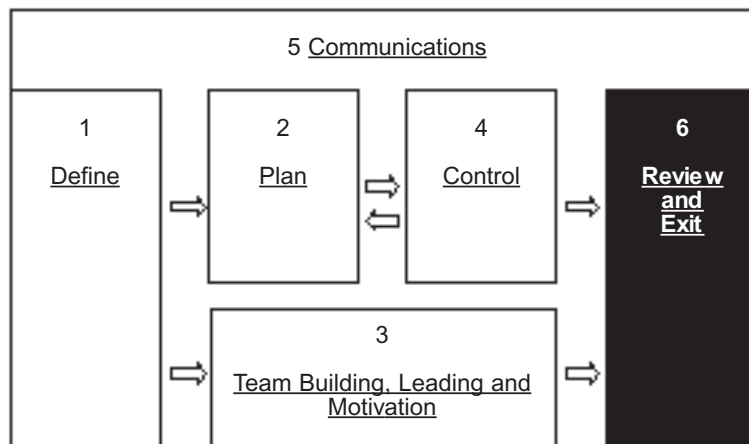 5 Communications
1
Define
2
Plan
4
Control
6
Review
and
Exit
3
Team Building, Leading and
Motivation